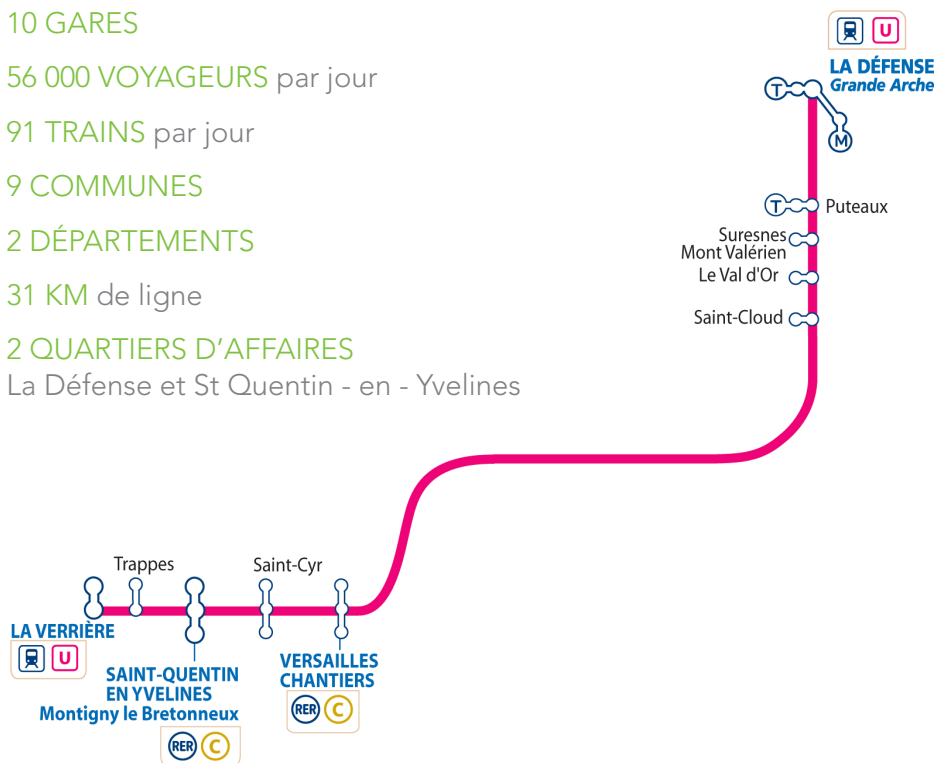 10 GARES
56 000 VOYAGEURS par jour
91 TRAINS par jour
9 COMMUNES
2 DÉPARTEMENTS
31 KM de ligne
2 QUARTIERS D’AFFAIRES
La Défense et St Quentin - en - Yvelines
U
LA DÉFENSE
Grande Arche
T
M
T
Puteaux
Suresnes
Mont Valérien
Le Val d'Or
Saint-Cloud
Trappes
Saint-Cyr
LA VERRIÈRE
U
SAINT-QUENTIN
EN YVELINES
Montigny le Bretonneux
RER C
VERSAILLES
CHANTIERS
RER C